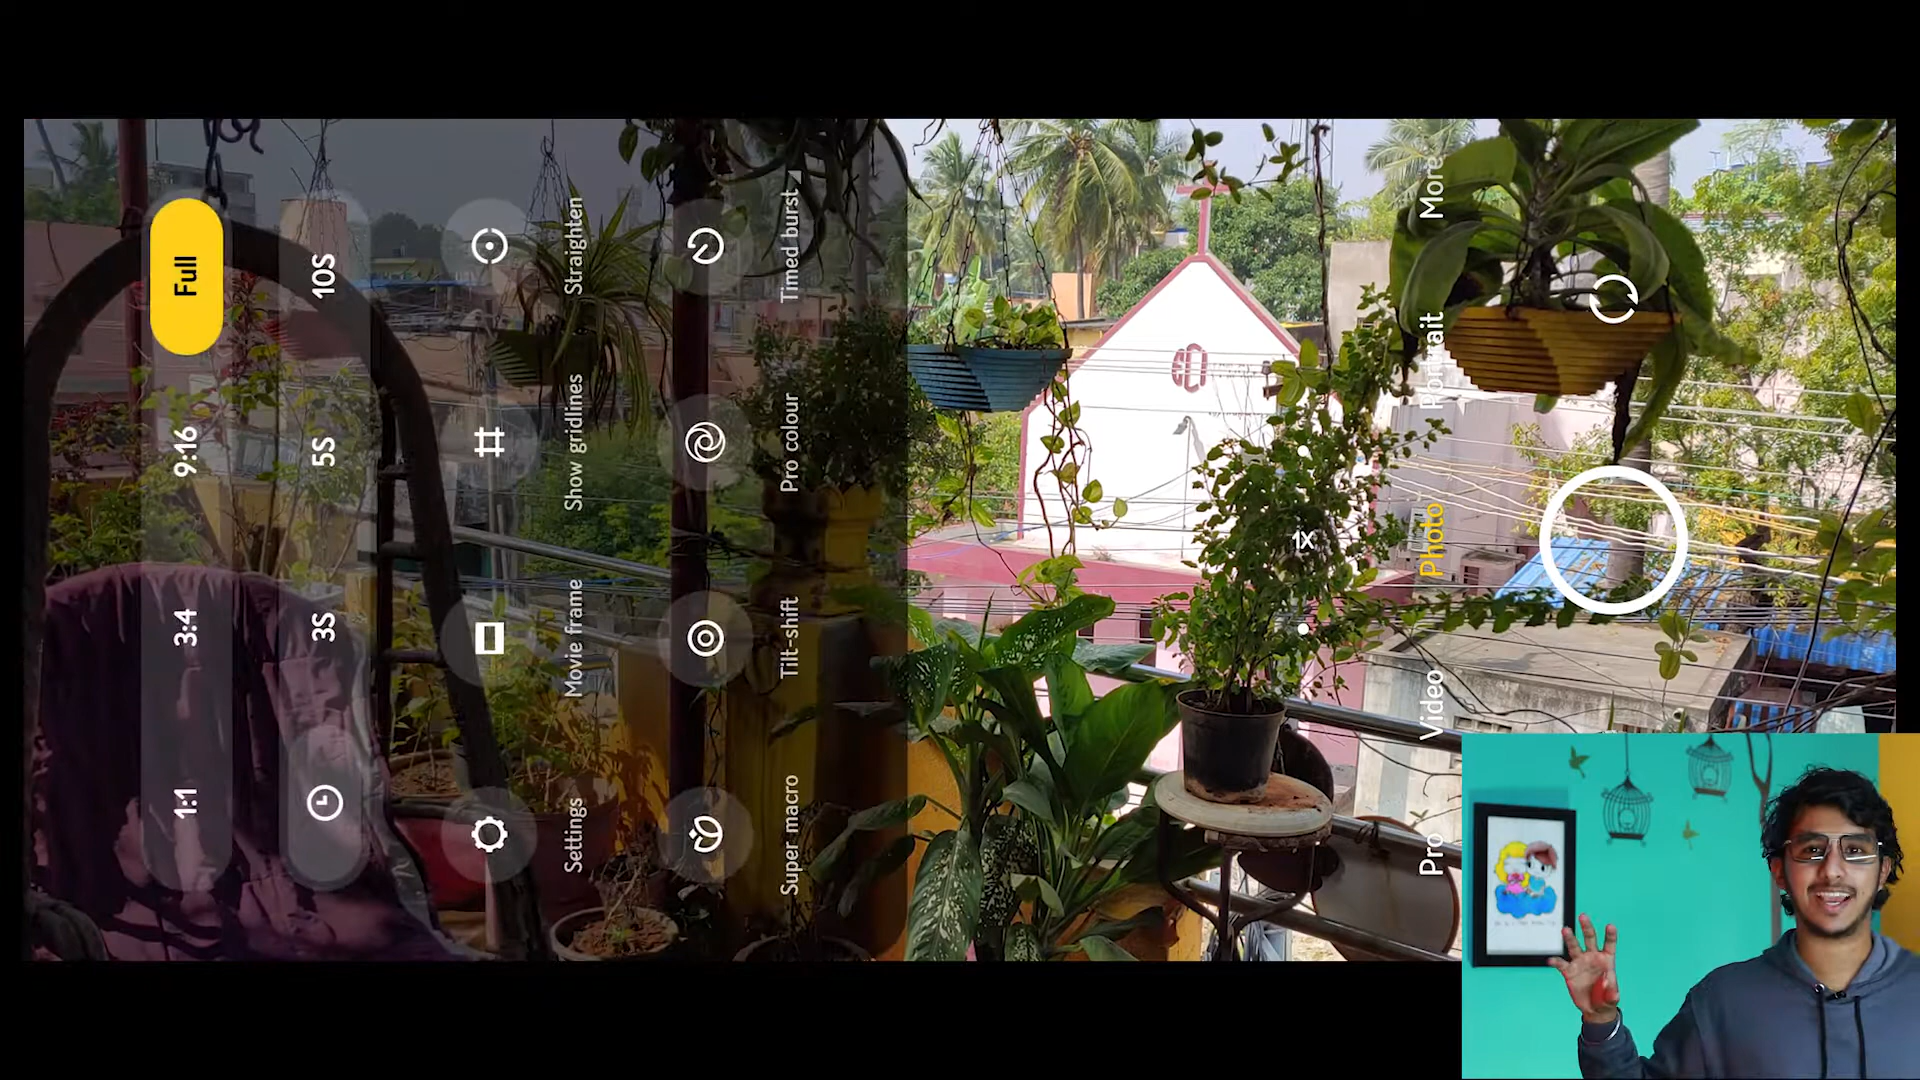 1:1 3:4 9:16 Full
3S 5S 10S
Settings Movie frame Show gridlines Straighten
Super macro Tilt-shift Pro colour Timed burst
1X
Pro Video Photo Portrait More